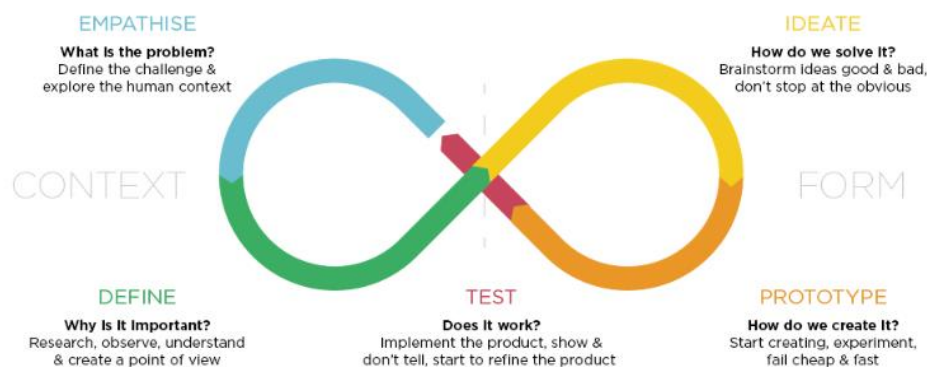 EMPATHISE
What is the problem?
Define the challenge &
explore the human context
IDEATE
How do we solve it?
Brainstorm ideas good & bad,
don't stop at the obvious
CONTEXT
FORM
DEFINE
Why is it important?
Research, observe, understand
& create a point of view
TEST
Does it work?
Implement the product, show &
don't tell, start to refine the product
PROTOTYPE
How do we create it?
Start creating, experiment,
fail cheap & fast